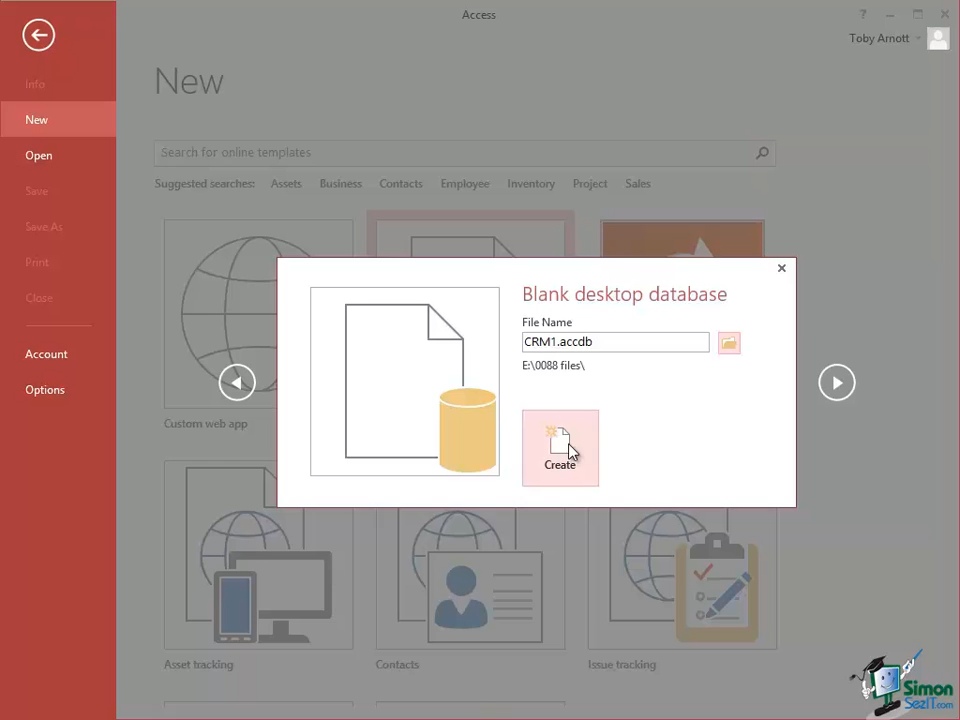 Access
?
Toby Arnott
Info
New
Open
Save
Save As
Print
Close
Account
Options
New
Search for online templates
Suggested searches: Assets Business Contacts Employee Inventory Project Sales
Blank desktop database
File Name
CRM1.accdb
E:\0088 files\
Create
Custom web app
Asset tracking
Contacts
Issue tracking
Simon
SezIT.com